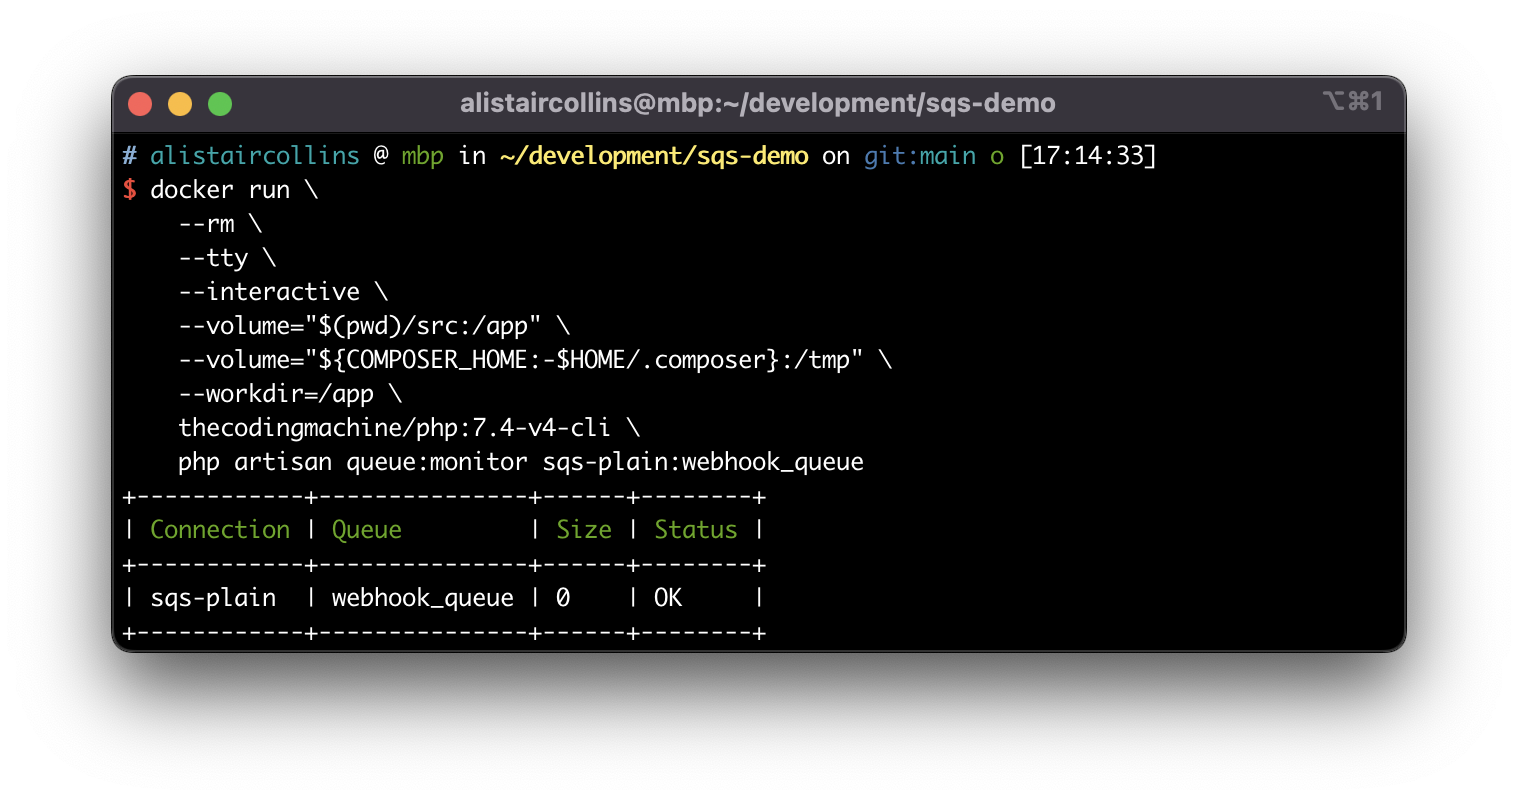 alistaircollins@mbp:~/development/sqs-demo ⌥⌘1
# alistaircollins @ mbp in ~/development/sqs-demo on git:main o [17:14:33]
$ docker run \
    --rm \
    --tty \
    --interactive \
    --volume="$(pwd)/src:/app" \
    --volume="${COMPOSER_HOME:-$HOME/.composer}:/tmp" \
    --workdir=/app \
    thecodingmachine/php:7.4-v4-cli \
    php artisan queue:monitor sqs-plain:webhook_queue
+------------+---------------+------+--------+
| Connection | Queue         | Size | Status |
+------------+---------------+------+--------+
| sqs-plain  | webhook_queue | 0    | OK     |
+------------+---------------+------+--------+